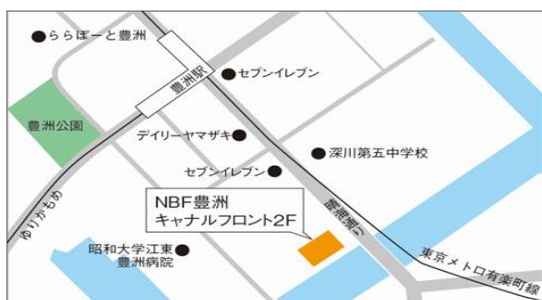 ららぽーと豊洲
豊洲駅
セブンイレブン
豊洲公園
デイリーヤマザキ
深川第五中学校
セブンイレブン
NBF豊洲
キャナルフロント2F
晴海通り
ゆりかもめ
昭和大学江東
豊洲病院
東京メトロ有楽町線